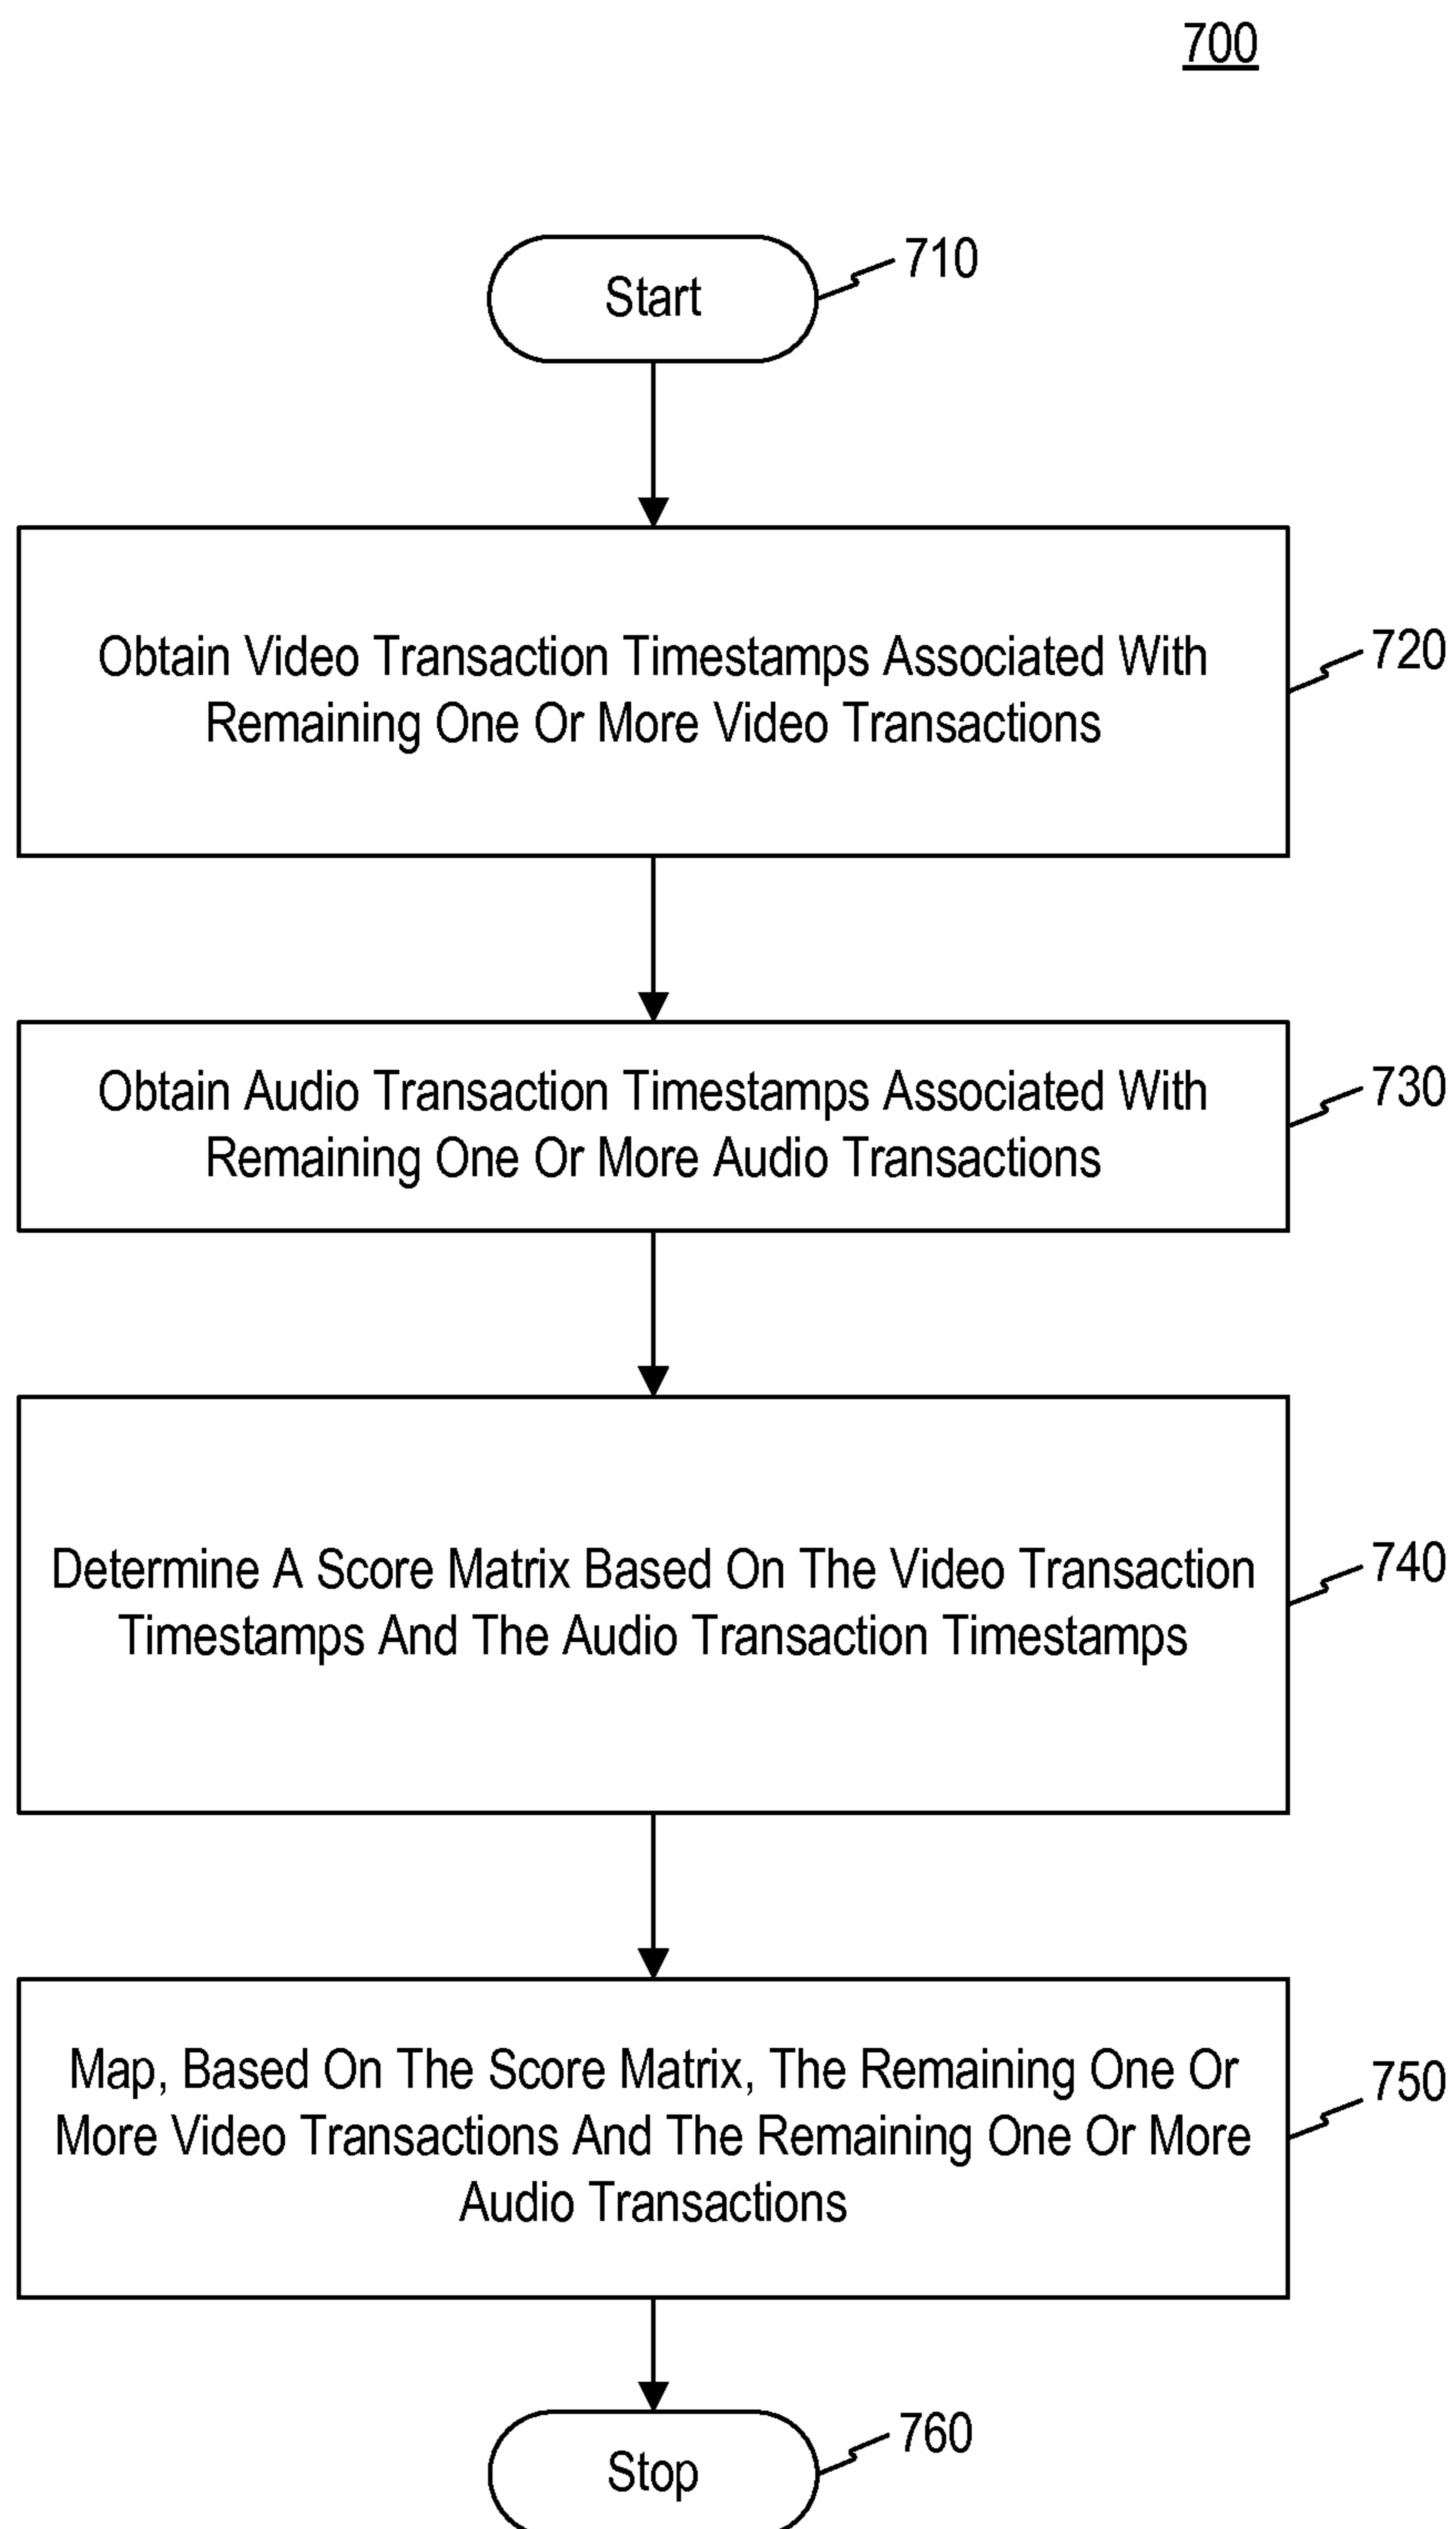 700
Start
710
Obtain Video Transaction Timestamps Associated With
Remaining One Or More Video Transactions
720
Obtain Audio Transaction Timestamps Associated With
Remaining One Or More Audio Transactions
730
Determine A Score Matrix Based On The Video Transaction
Timestamps And The Audio Transaction Timestamps
740
Map, Based On The Score Matrix, The Remaining One Or
More Video Transactions And The Remaining One Or More
Audio Transactions
750
Stop
760